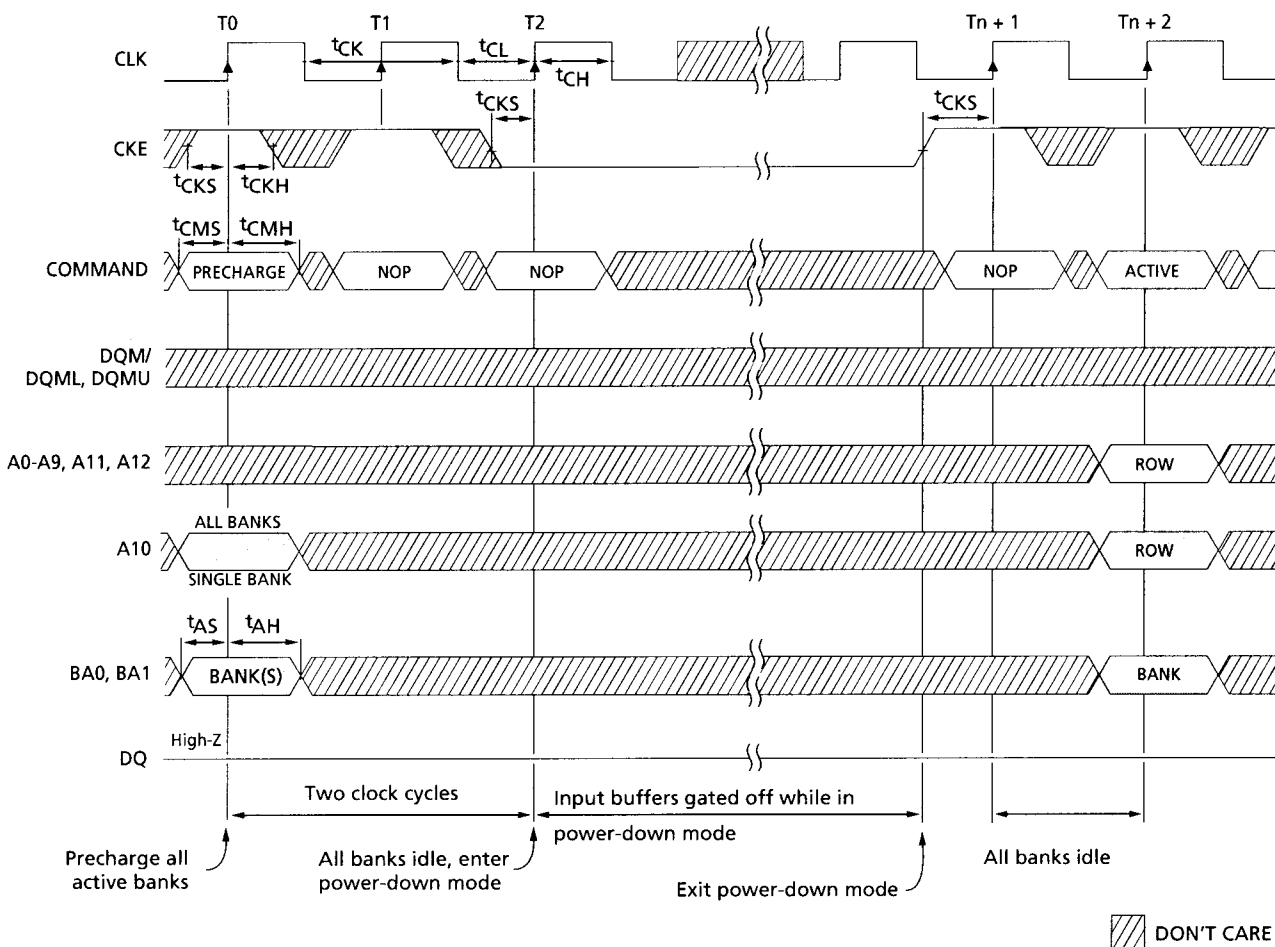 T0 T1 T2 Tn + 1 Tn + 2
CLK
tCK tCL tCH
tCKS tCKS
CKE
tCKS tCKH
tCMS tCMH
COMMAND PRECHARGE NOP NOP NOP ACTIVE
DQM/
DQML, DQMU
A0-A9, A11, A12 ROW
ALL BANKS
A10 ROW
SINGLE BANK
tAS tAH
BA0, BA1 BANK(S) BANK
High-Z
DQ
Two clock cycles
Input buffers gated off while in
power-down mode
Precharge all
active banks
All banks idle, enter
power-down mode
Exit power-down mode
All banks idle
DON'T CARE